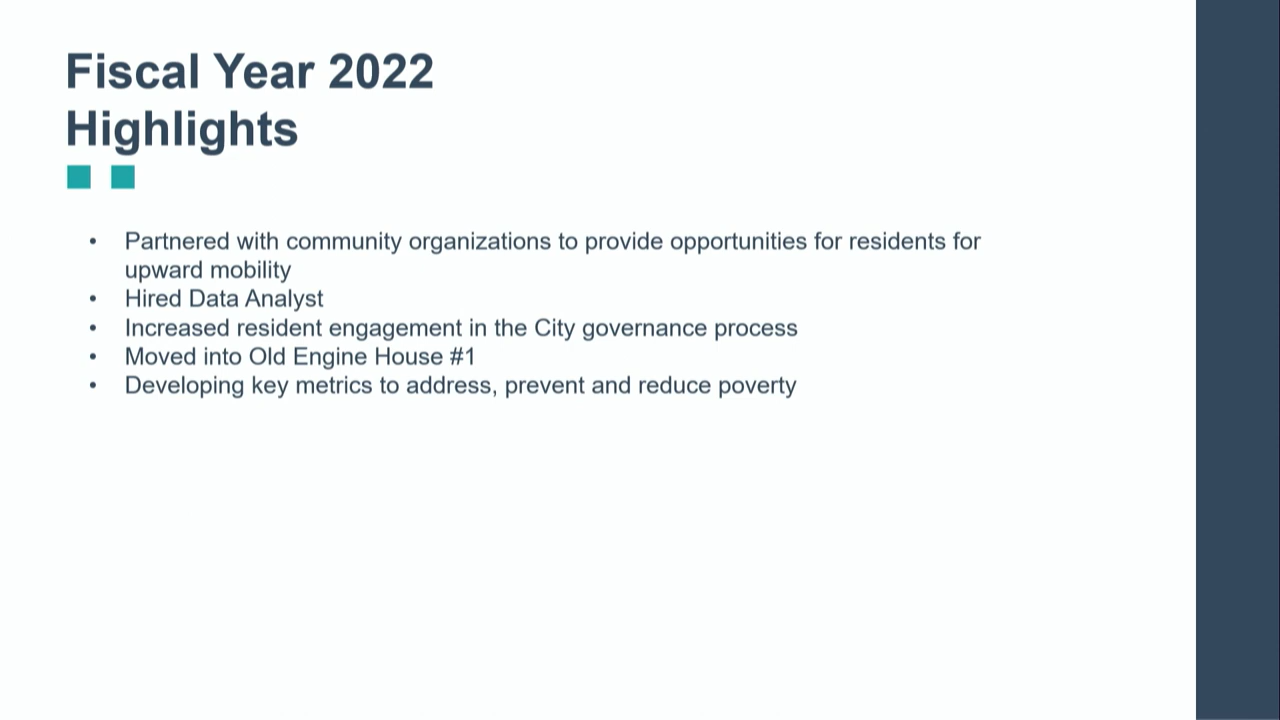 Fiscal Year 2022
Highlights
• Partnered with community organizations to provide opportunities for residents for
upward mobility
• Hired Data Analyst
• Increased resident engagement in the City governance process
• Moved into Old Engine House #1
• Developing key metrics to address, prevent and reduce poverty